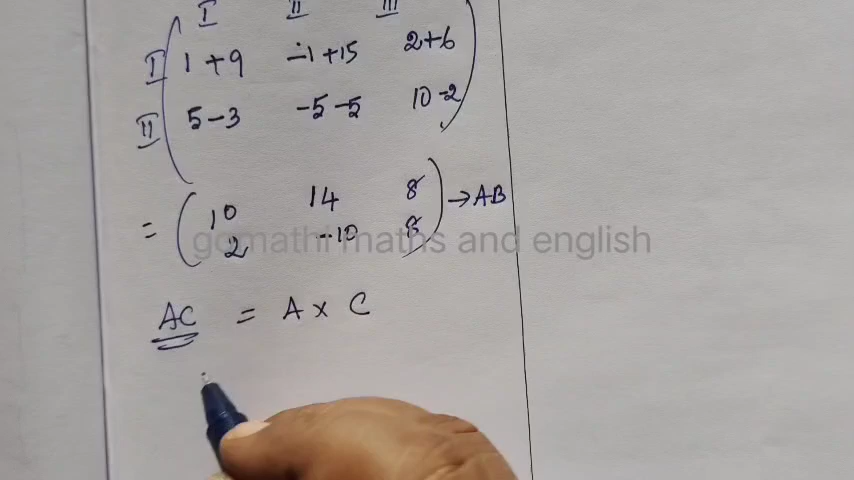 I II III
I 1+9 -1+15 2+6
II 5-3 -5-5 10-2
= ( 10 14 8 ) → AB
2 -10 8
gomathi maths and english
AC = A x C